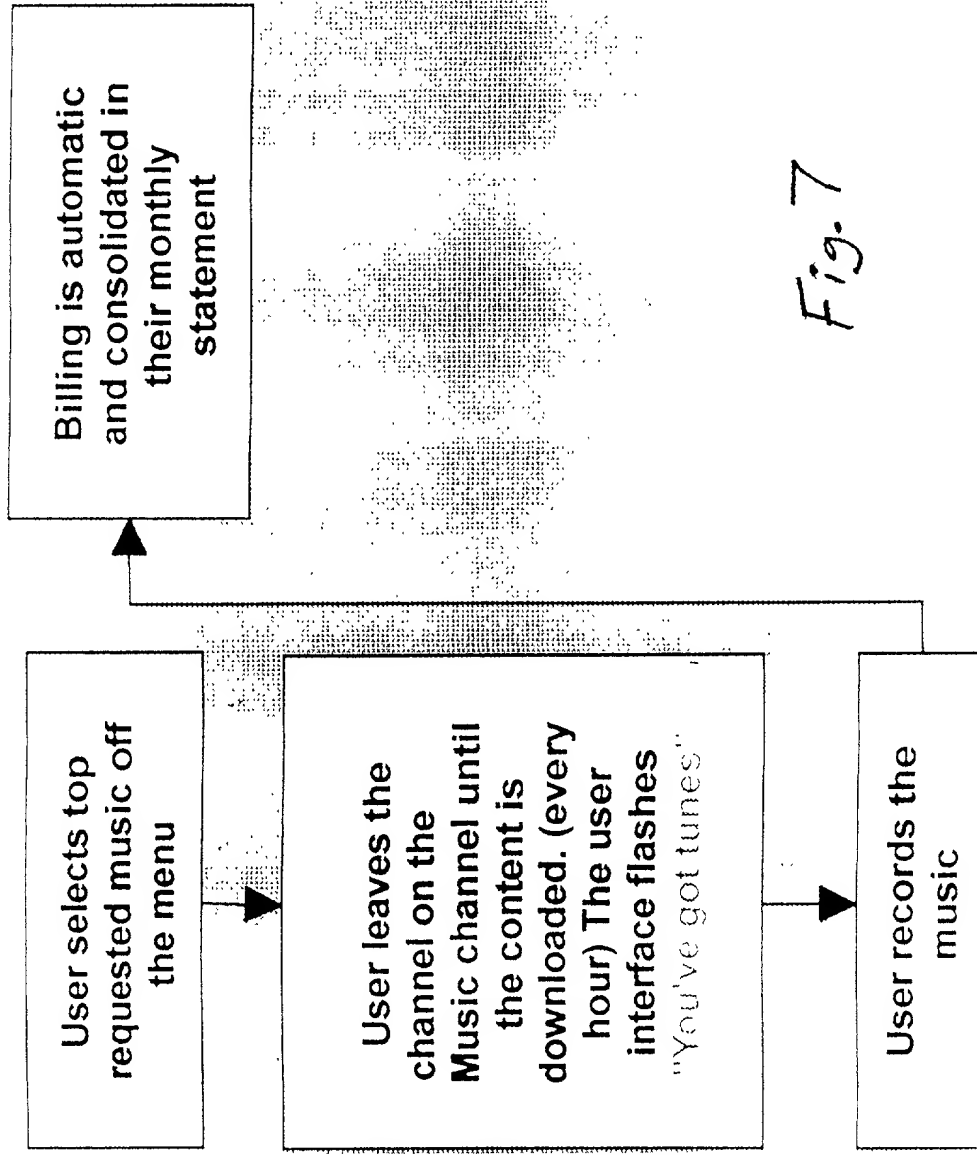 User selects top
requested music off
the menu
User leaves the
channel on the
Music channel until
the content is
downloaded. (every
hour) The user
interface flashes
"You've got tunes"
User records the
music
Billing is automatic
and consolidated in
their monthly
statement
Fig. 7